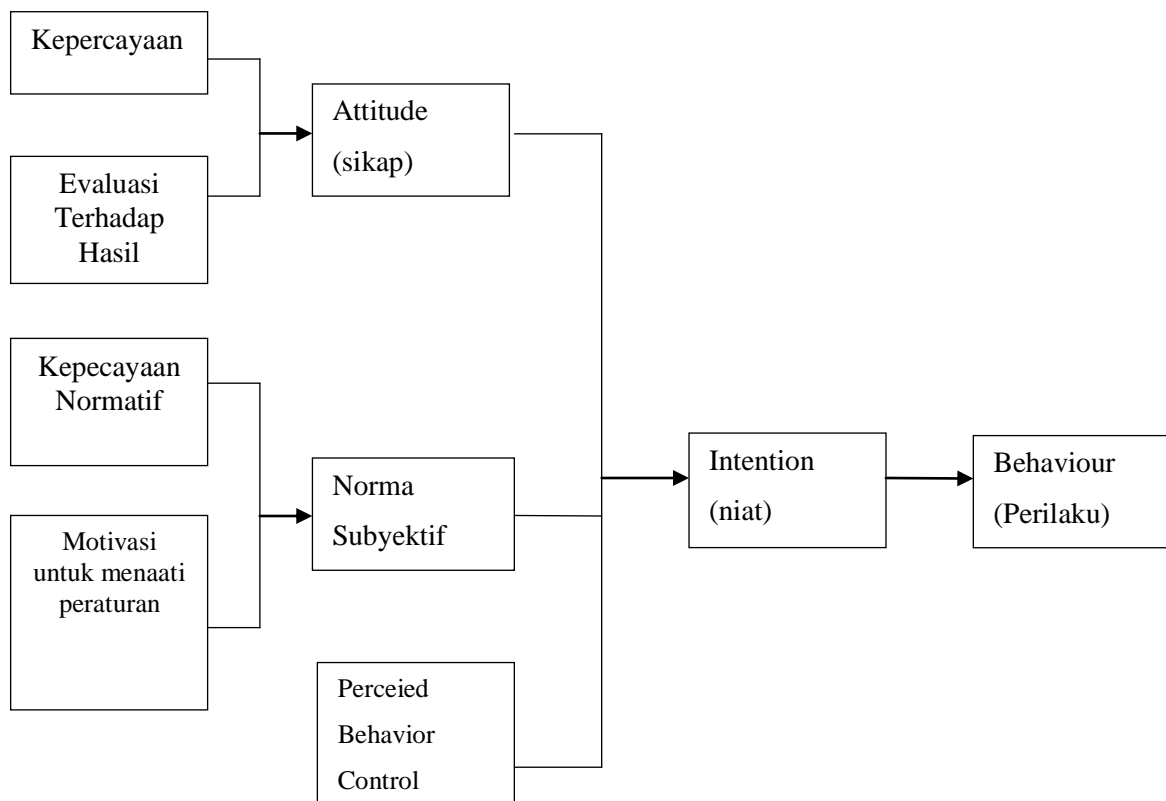 Kepercayaan
Evaluasi
Terhadap
Hasil
Attitude
(sikap)
Kepecayaan
Normatif
Motivasi
untuk menaati
peraturan
Norma
Subyektif
Perceied
Behavior
Control
Intention
(niat)
Behaviour
(Perilaku)